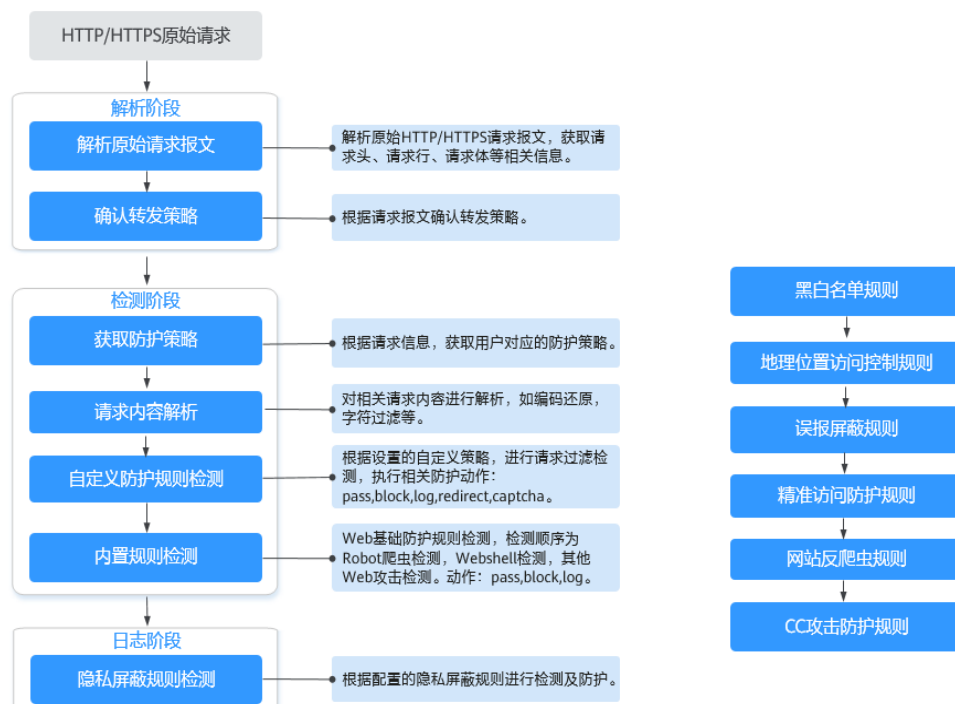 HTTP/HTTPS原始请求
解析阶段
解析原始请求报文
解析原始HTTP/HTTPS请求报文，获取请
求头、请求行、请求体等相关信息。
确认转发策略
根据请求报文确认转发策略。
检测阶段
获取防护策略
根据请求信息，获取用户对应的防护策略。
请求内容解析
对相关请求内容进行解析，如编码还原，
字符过滤等。
自定义防护规则检测
根据设置的自定义策略，进行请求过滤检
测，执行相关防护动作：
pass,block,log,redirect,captcha。
内置规则检测
Web基础防护规则检测，检测顺序为
Robot爬虫检测，Webshell检测，其他
Web攻击检测。动作：pass,block,log。
日志阶段
隐私屏蔽规则检测
根据配置的隐私屏蔽规则进行检测及防护。
黑白名单规则
地理位置访问控制规则
误报屏蔽规则
精准访问防护规则
网站反爬虫规则
CC攻击防护规则